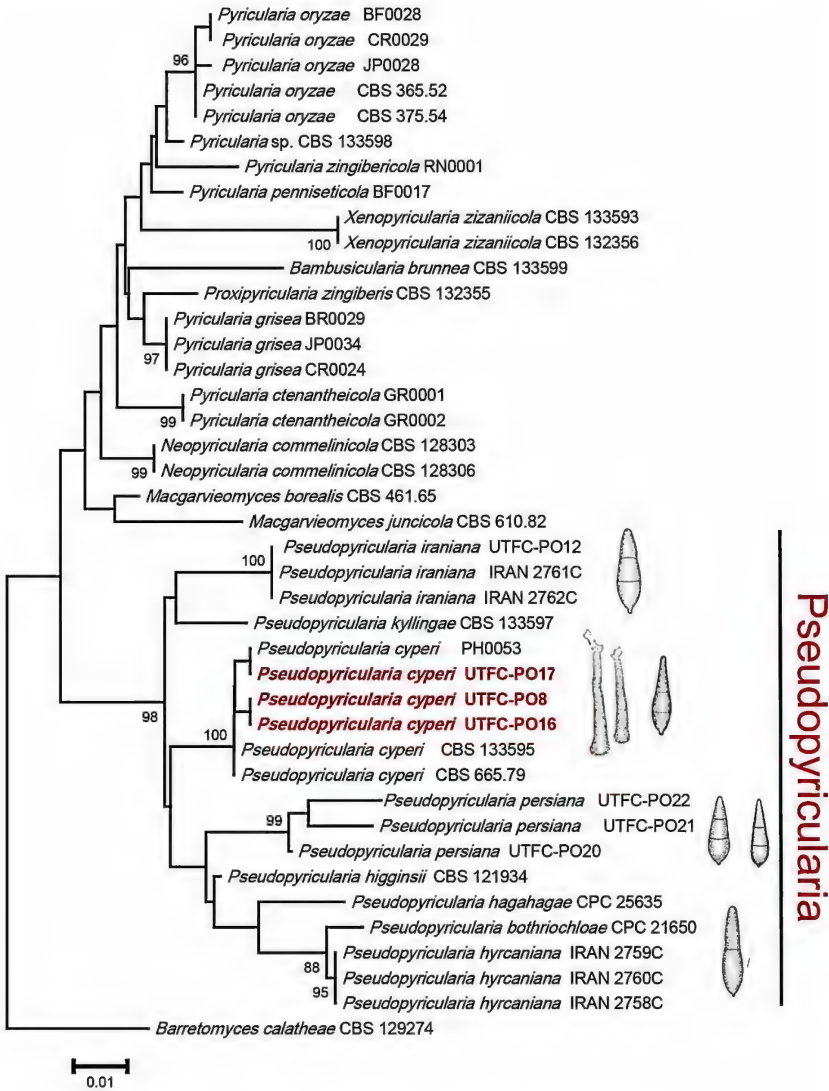 Pyricularia oryzae BF0028
Pyricularia oryzae CR0029
96
Pyricularia oryzae JP0028
Pyricularia oryzae CBS 365.52
Pyricularia oryzae CBS 375.54
Pyricularia sp. CBS 133598
Pyricularia zingibericola RN0001
Pyricularia penniseticola BF0017
Xenopyricularia zizaniicola CBS 133593
100
Xenopyricularia zizaniicola CBS 132356
Bambusicularia brunnea CBS 133599
Proxipyricularia zingiberis CBS 132355
Pyricularia grisea BR0029
Pyricularia grisea JP0034
97
Pyricularia grisea CR0024
Pyricularia ctenantheicola GR0001
99
Pyricularia ctenantheicola GR0002
Neopyricularia commelinicola CBS 128303
99
Neopyricularia commelinicola CBS 128306
Macgarvieomyces borealis CBS 461.65
Macgarvieomyces juncicola CBS 610.82
Pseudopyricularia iraniana UTFC-PO12
100
Pseudopyricularia iraniana IRAN 2761C
Pseudopyricularia iraniana IRAN 2762C
Pseudopyricularia kyllingae CBS 133597
Pseudopyricularia cyperi PH0053
Pseudopyricularia cyperi UTFC-PO17
Pseudopyricularia cyperi UTFC-PO8
98
100
Pseudopyricularia cyperi UTFC-PO16
Pseudopyricularia cyperi CBS 133595
Pseudopyricularia cyperi CBS 665.79
Pseudopyricularia persiana UTFC-PO22
99
Pseudopyricularia persiana UTFC-PO21
Pseudopyricularia persiana UTFC-PO20
Pseudopyricularia higginsii CBS 121934
Pseudopyricularia hagahagae CPC 25635
Pseudopyricularia bothriochloae CPC 21650
Pseudopyricularia hyrcaniana IRAN 2759C
88
Pseudopyricularia hyrcaniana IRAN 2760C
95
Pseudopyricularia hyrcaniana IRAN 2758C
Barretomyces calatheae CBS 129274
0.01
Pseudopyricularia